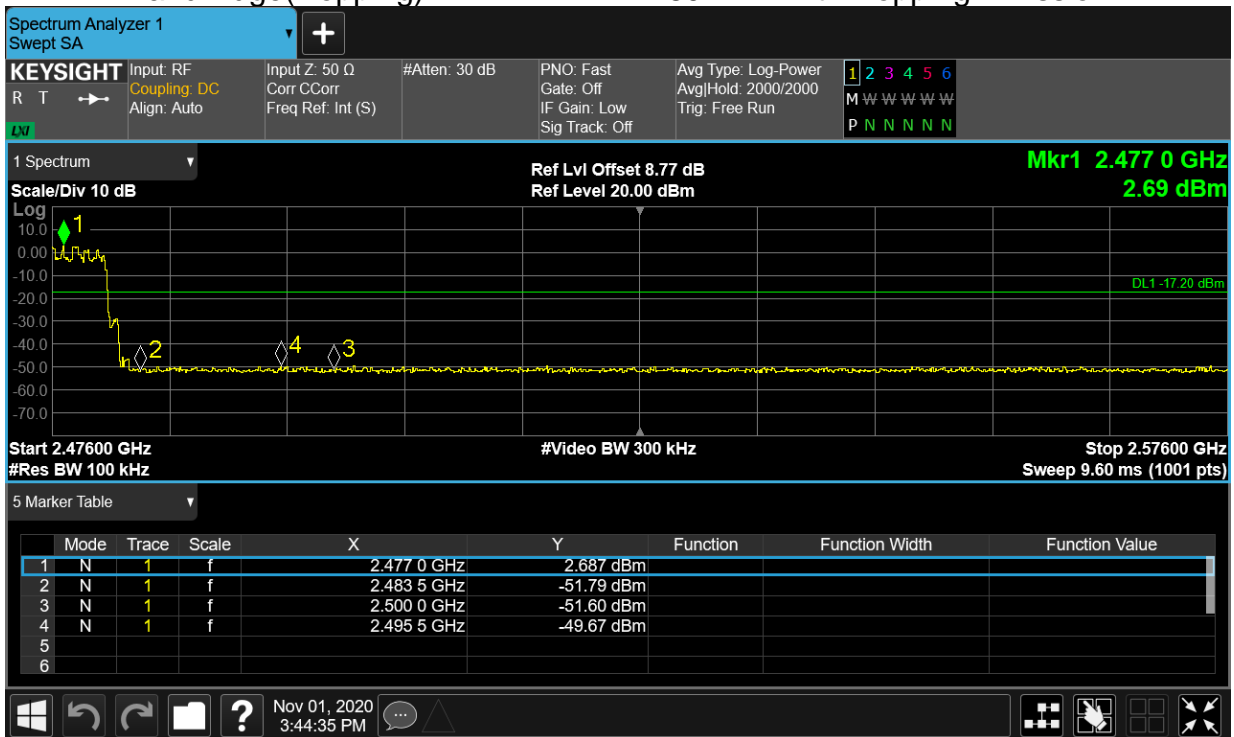 Spectrum Analyzer 1
Swept SA
+
KEYSIGHT Input: RF Input Z: 50 Ω #Atten: 30 dB PNO: Fast Avg Type: Log-Power 1 2 3 4 5 6
R T Coupling: DC Corr CCorr Gate: Off Avg|Hold: 2000/2000 M W W W W W
Align: Auto Freq Ref: Int (S) IF Gain: Low Trig: Free Run
LXI Sig Track: Off P N N N N N
1 Spectrum Ref Lvl Offset 8.77 dB Mkr1 2.477 0 GHz
Scale/Div 10 dB Ref Level 20.00 dBm 2.69 dBm
Log
10.0 1
0.00
-10.0
DL1 -17.20 dBm
-20.0
-30.0
-40.0 2 4 3
-50.0
-60.0
-70.0
Start 2.47600 GHz #Video BW 300 kHz Stop 2.57600 GHz
#Res BW 100 kHz Sweep 9.60 ms (1001 pts)
5 Marker Table
Mode Trace Scale X Y Function Function Width Function Value
1 N 1 f 2.477 0 GHz 2.687 dBm
2 N 1 f 2.483 5 GHz -51.79 dBm
3 N 1 f 2.500 0 GHz -51.60 dBm
4 N 1 f 2.495 5 GHz -49.67 dBm
5
6
? Nov 01, 2020
3:44:35 PM